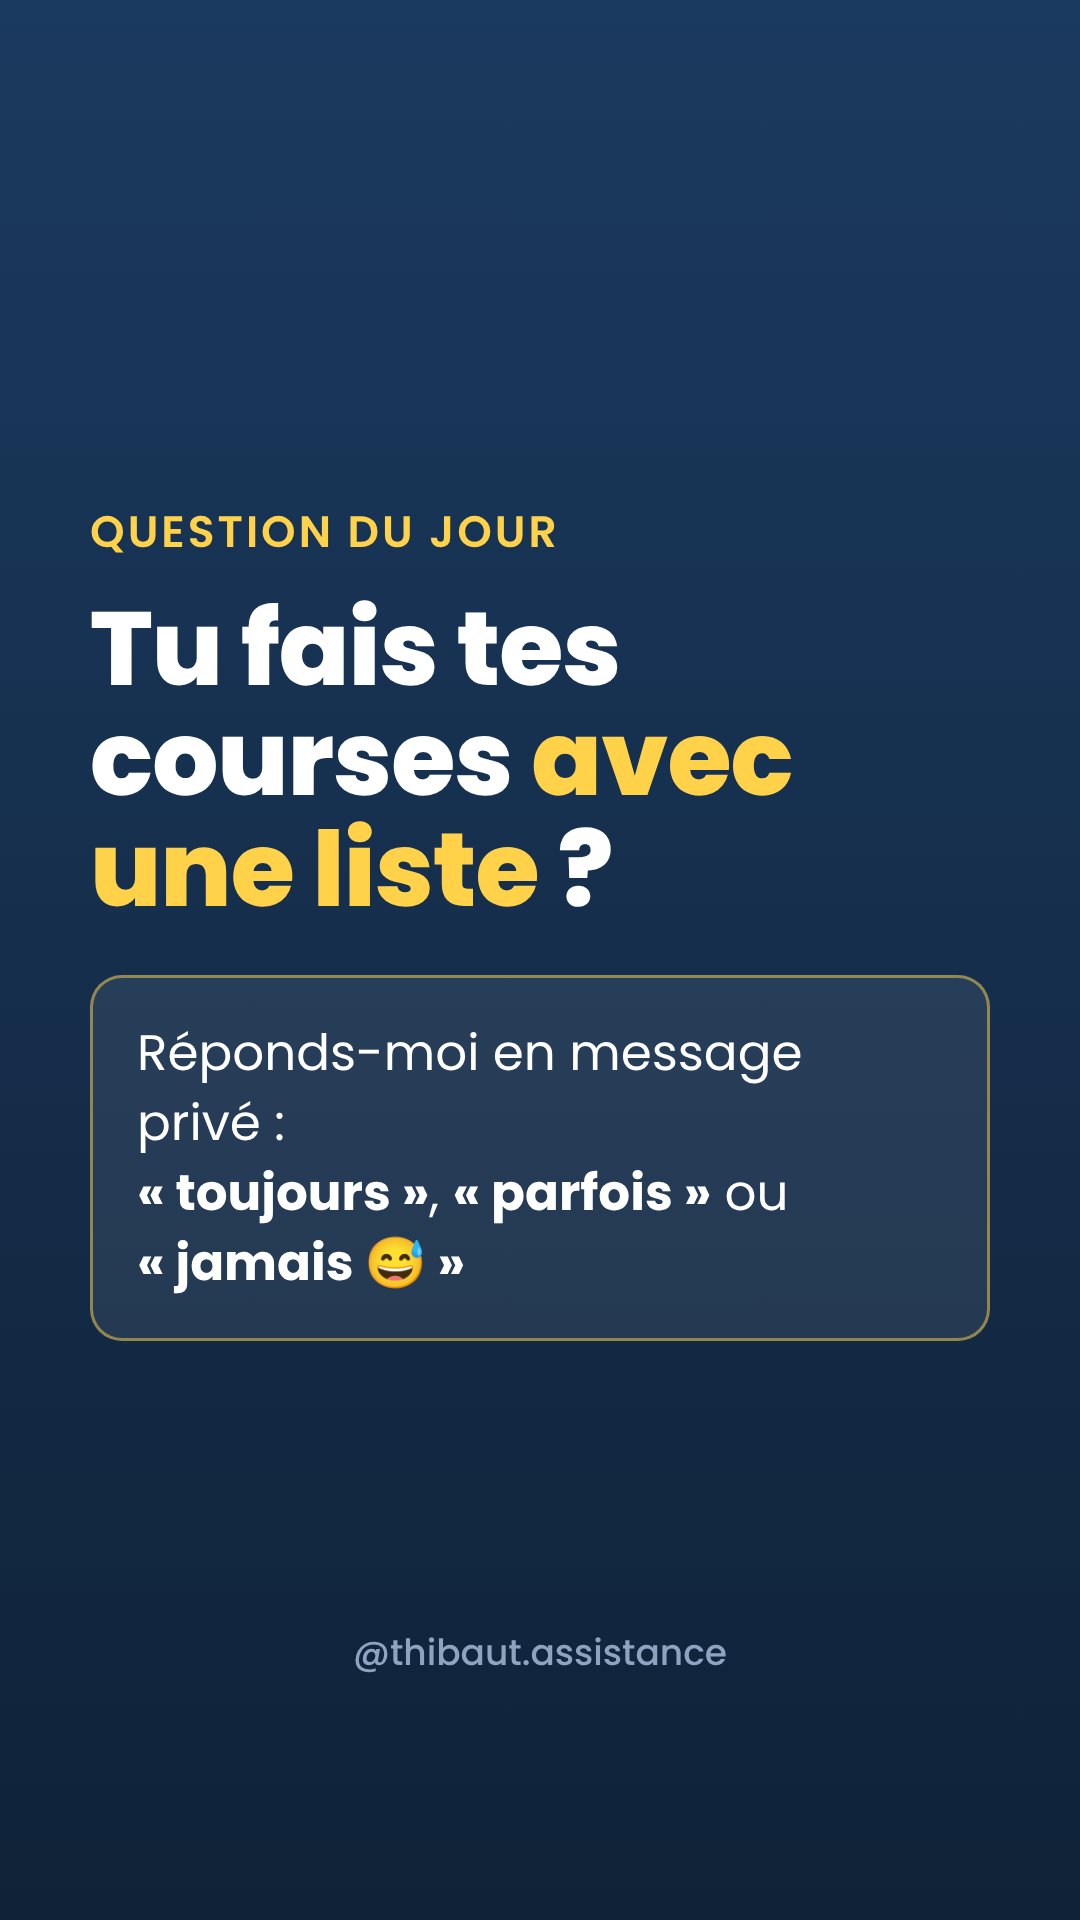 QUESTION DU JOUR
Tu fais tes
courses avec
une liste ?
Réponds-moi en message
privé :
« toujours », « parfois » ou
« jamais 😅 »
@thibaut.assistance